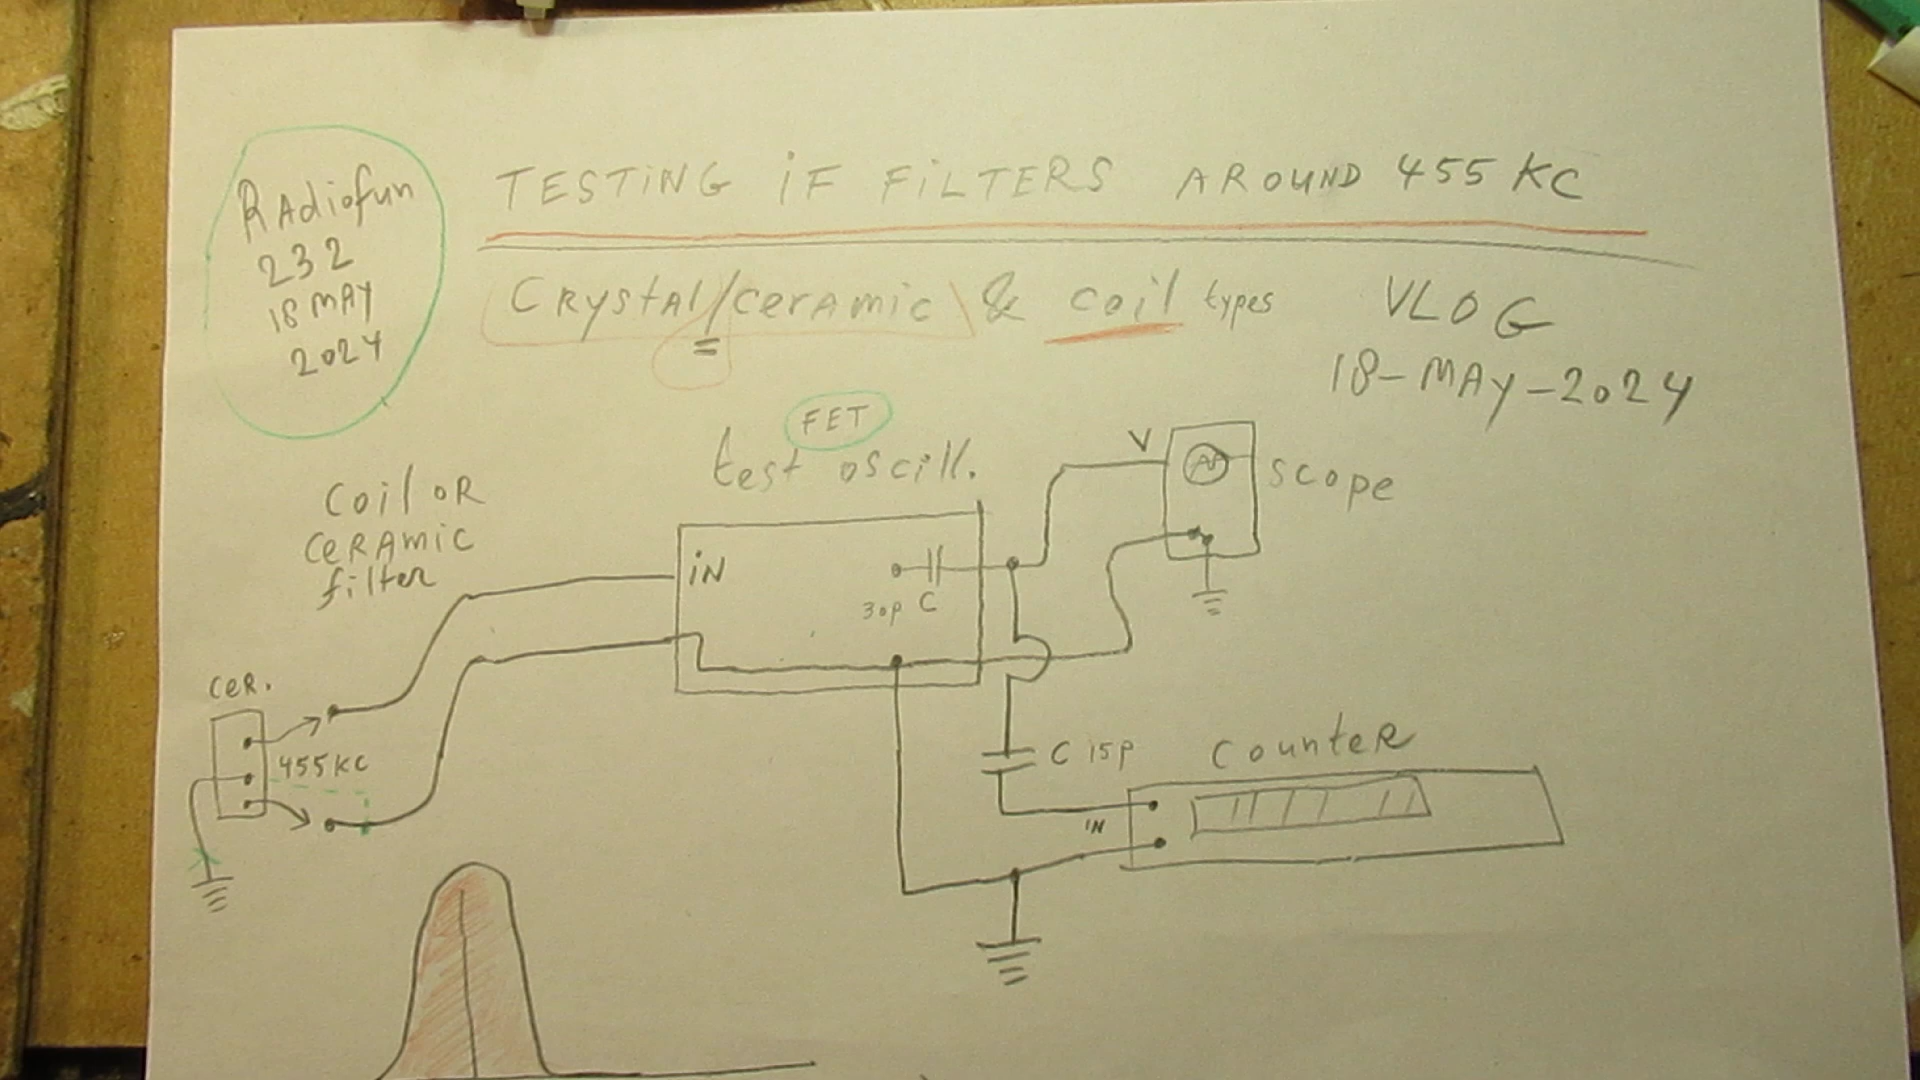 RAdiofun
232
18 MAY
2024
TESTiNG iF FiLTERS AROUND 455 KC
CRystal/ceramic & coil types
VLOG
18-MAY-2024
FET
test oscill.
V
scope
Coil OR
CERAMIC
filter
iN
30p C
CER.
455KC
C 15p
Counter
IN